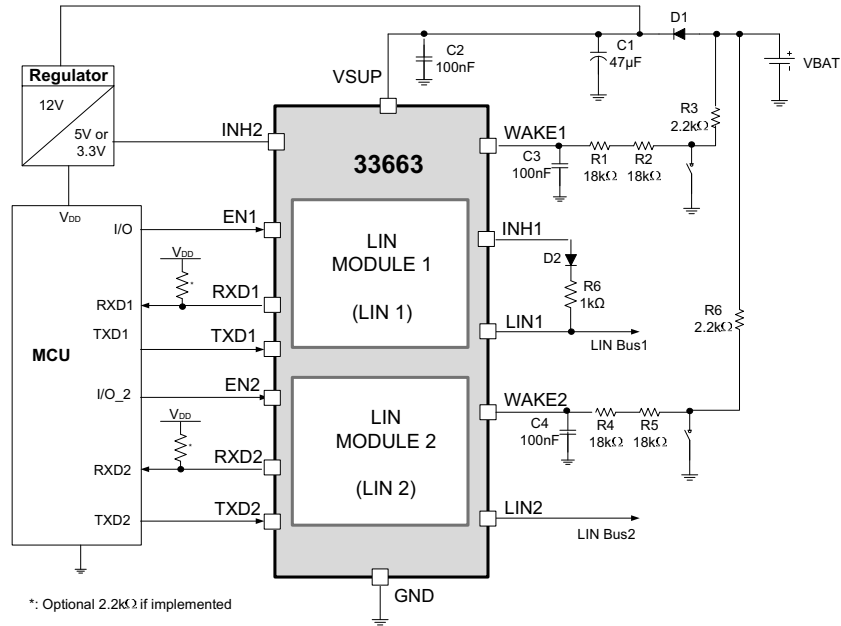 D1
C2
100nF
C1
47µF
VBAT
VSUP
Regulator
12V
5V or
3.3V
INH2
R3
2.2kΩ
WAKE1
C3
100nF
R1
18kΩ
R2
18kΩ
33663
VDD
I/O
EN1
INH1
LIN
MODULE 1
(LIN 1)
D2
R6
1kΩ
VDD
*
RXD1
RXD1
LIN1
LIN Bus1
R6
2.2kΩ
TXD1
TXD1
MCU
I/O_2
EN2
WAKE2
C4
100nF
R4
18kΩ
R5
18kΩ
LIN
MODULE 2
(LIN 2)
VDD
*
RXD2
RXD2
TXD2
TXD2
LIN2
LIN Bus2
GND
*: Optional 2.2kΩ if implemented